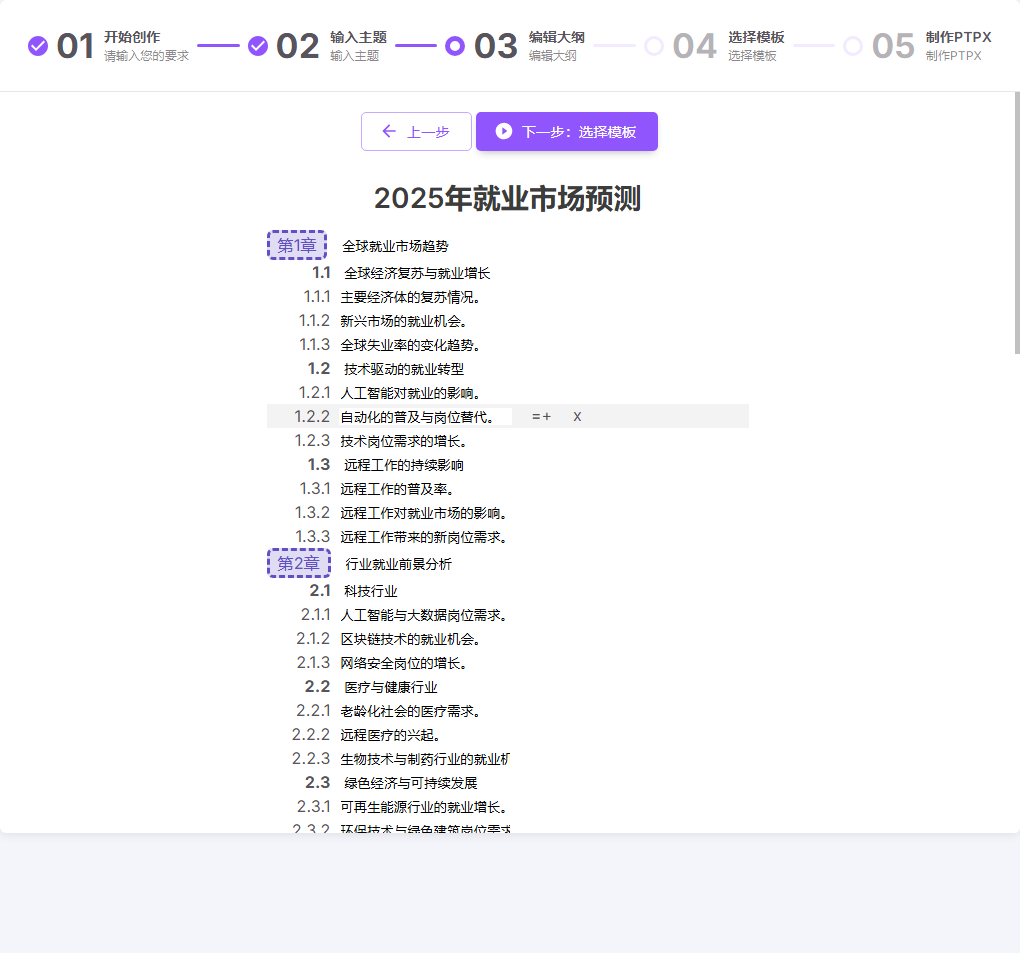 01 开始创作 02 输入主题 03 编辑大纲 04 选择模板 05 制作PTPX
请输入您的要求 输入主题 编辑大纲 选择模板 制作PTPX
上一步 下一步：选择模板
2025年就业市场预测
第1章 全球就业市场趋势
1.1 全球经济复苏与就业增长
1.1.1 主要经济体的复苏情况。
1.1.2 新兴市场的就业机会。
1.1.3 全球失业率的变化趋势。
1.2 技术驱动的就业转型
1.2.1 人工智能对就业的影响。
1.2.2 自动化的普及与岗位替代。 =+ X
1.2.3 技术岗位需求的增长。
1.3 远程工作的持续影响
1.3.1 远程工作的普及率。
1.3.2 远程工作对就业市场的影响。
1.3.3 远程工作带来的新岗位需求。
第2章 行业就业前景分析
2.1 科技行业
2.1.1 人工智能与大数据岗位需求。
2.1.2 区块链技术的就业机会。
2.1.3 网络安全岗位的增长。
2.2 医疗与健康行业
2.2.1 老龄化社会的医疗需求。
2.2.2 远程医疗的兴起。
2.2.3 生物技术与制药行业的就业机
2.3 绿色经济与可持续发展
2.3.1 可再生能源行业的就业增长。
2.3.2 环保技术与绿色建筑岗位需求